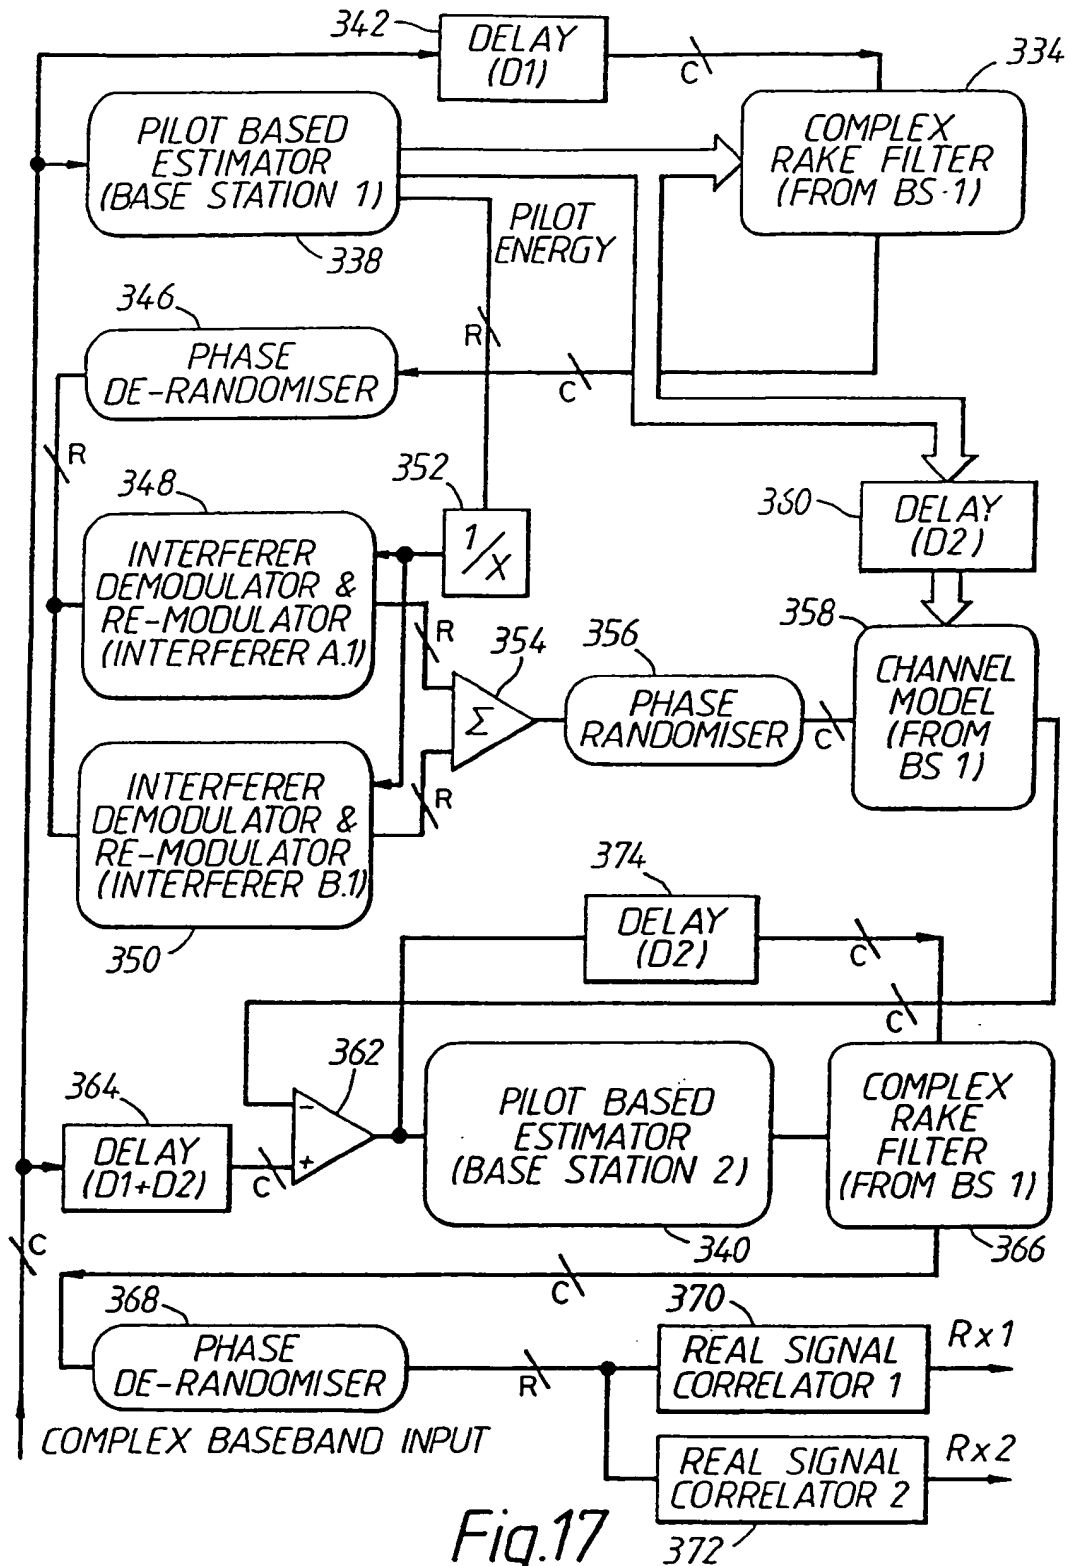 342
DELAY
(D1)
C
334
PILOT BASED
ESTIMATOR
(BASE STATION 1)
338
COMPLEX
RAKE FILTER
(FROM BS·1)
PILOT
ENERGY
R
346
PHASE
DE-RANDOMISER
C
R
348
INTERFERER
DEMODULATOR &
RE-MODULATOR
(INTERFERER A.1)
352
1/X
360
DELAY
(D2)
R
354
Σ
356
PHASE
RANDOMISER
C
358
CHANNEL
MODEL
(FROM
BS 1)
INTERFERER
DEMODULATOR &
RE-MODULATOR
(INTERFERER B.1)
350
R
374
DELAY
(D2)
C
C
364
DELAY
(D1+D2)
C
362
-
+
PILOT BASED
ESTIMATOR
(BASE STATION 2)
340
COMPLEX
RAKE
FILTER
(FROM BS 1)
366
C
C
368
PHASE
DE-RANDOMISER
R
370
REAL SIGNAL
CORRELATOR 1
Rx1
COMPLEX BASEBAND INPUT
REAL SIGNAL
CORRELATOR 2
Rx2
372
Fig.17